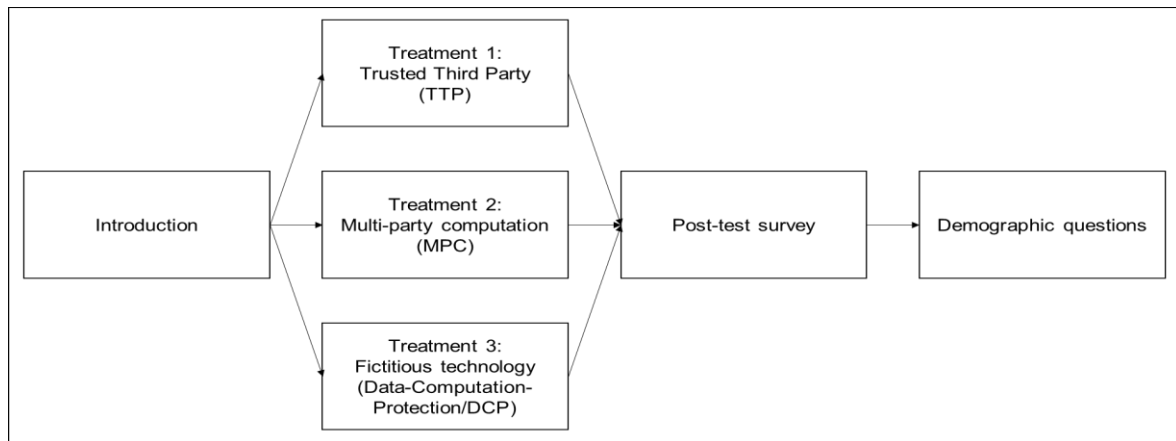 Introduction
Treatment 1:
Trusted Third Party
(TTP)
Treatment 2:
Multi-party computation
(MPC)
Treatment 3:
Fictitious technology
(Data-Computation-
Protection/DCP)
Post-test survey
Demographic questions